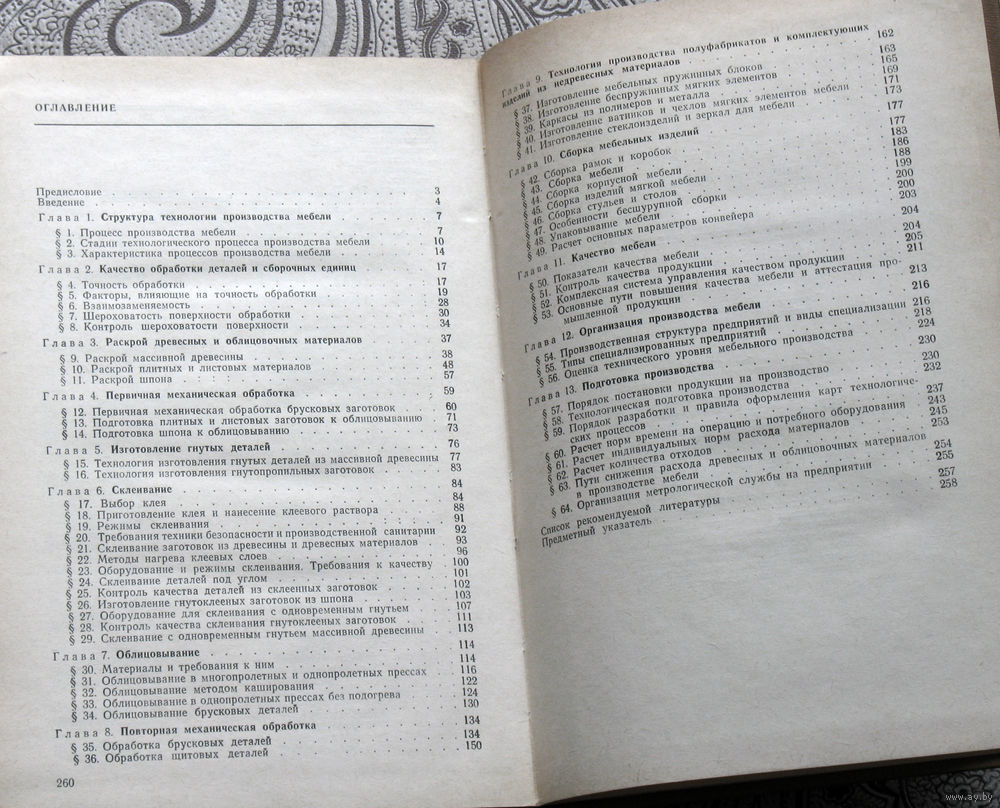 ОГЛАВЛЕНИЕ
Предисловие . . . 3
Введение . . . 4
Глава 1. Структура технологии производства мебели . . . 7
§ 1. Процесс производства мебели . . . 7
§ 2. Стадии технологического процесса производства мебели . . . 10
§ 3. Характеристика процессов производства мебели . . . 14
Глава 2. Качество обработки деталей и сборочных единиц . . . 17
§ 4. Точность обработки . . . 17
§ 5. Факторы, влияющие на точность обработки . . . 19
§ 6. Взаимозаменяемость . . . 28
§ 7. Шероховатость поверхности обработки . . . 30
§ 8. Контроль шероховатости поверхности . . . 34
Глава 3. Раскрой древесных и облицовочных материалов . . . 37
§ 9. Раскрой массивной древесины . . . 38
§ 10. Раскрой плитных и листовых материалов . . . 48
§ 11. Раскрой шпона . . . 57
Глава 4. Первичная механическая обработка . . . 59
§ 12. Первичная механическая обработка брусковых заготовок . . . 60
§ 13. Подготовка плитных и листовых заготовок к облицовыванию . . . 71
§ 14. Подготовка шпона к облицовыванию . . . 73
Глава 5. Изготовление гнутых деталей . . . 76
§ 15. Технология изготовления гнутых деталей из массивной древесины 77
§ 16. Технология изготовления гнутопропильных заготовок . . . 83
Глава 6. Склеивание . . . 84
§ 17. Выбор клея . . . 84
§ 18. Приготовление клея и нанесение клеевого раствора . . . 88
§ 19. Режимы склеивания . . . 91
§ 20. Требования техники безопасности и производственной санитарии 92
§ 21. Склеивание заготовок из древесины и древесных материалов . . . 93
§ 22. Методы нагрева клеевых слоев . . . 96
§ 23. Оборудование и режимы склеивания. Требования к качеству 100
§ 24. Склеивание деталей под углом . . . 101
§ 25. Контроль качества деталей из склеенных заготовок . . . 102
§ 26. Изготовление гнутоклееных заготовок из шпона . . . 103
§ 27. Оборудование для склеивания с одновременным гнутьем . . . 107
§ 28. Контроль качества склеивания гнутоклееных заготовок . . . 111
§ 29. Склеивание с одновременным гнутьем массивной древесины . . . 113
Глава 7. Облицовывание . . . 114
§ 30. Материалы и требования к ним . . . 114
§ 31. Облицовывание в многопролетных и однопролетных прессах . . . 116
§ 32. Облицовывание методом каширования . . . 122
§ 33. Облицовывание в однопролетных прессах без подогрева . . . 124
§ 34. Облицовывание брусковых деталей . . . 130
Глава 8. Повторная механическая обработка . . . 134
§ 35. Обработка брусковых деталей . . . 134
§ 36. Обработка щитовых деталей . . . 150
260
Глава 9. Технология производства полуфабрикатов и комплектующих
изделий из недревесных материалов . . . 162
§ 37. Изготовление мебельных пружинных блоков . . . 163
§ 38. Изготовление беспружинных мягких элементов . . . 165
§ 39. Каркасы из полимеров и металла . . . 169
§ 40. Изготовление ватников и чехлов мягких элементов мебели . . . 171
§ 41. Изготовление стеклоизделий и зеркал для мебели . . . 173
Глава 10. Сборка мебельных изделий . . . 177
§ 42. Сборка рамок и коробок . . . 177
§ 43. Сборка мебели . . . 183
§ 44. Сборка корпусной мебели . . . 186
§ 45. Сборка изделий мягкой мебели . . . 188
§ 46. Сборка стульев и столов . . . 199
§ 47. Особенности бесшурупной сборки . . . 200
§ 48. Упаковывание мебели . . . 200
§ 49. Расчет основных параметров конвейера . . . 203
Глава 11. Качество мебели . . . 204
§ 50. Показатели качества мебели . . . 204
§ 51. Контроль качества продукции . . . 205
§ 52. Комплексная система управления качеством продукции . . . 211
§ 53. Основные пути повышения качества мебели и аттестация про-
мышленной продукции . . . 213
Глава 12. Организация производства мебели . . . 216
§ 54. Производственная структура предприятий и виды специализации 216
§ 55. Типы специализированных предприятий . . . 218
§ 56. Оценка технического уровня мебельного производства . . . 224
Глава 13. Подготовка производства . . . 230
§ 57. Порядок постановки продукции на производство . . . 230
§ 58. Технологическая подготовка производства . . . 232
§ 59. Порядок разработки и правила оформления карт технологиче-
ских процессов . . . 237
§ 60. Расчет норм времени на операцию и потребного оборудования 243
§ 61. Расчет индивидуальных норм расхода материалов . . . 245
§ 62. Расчет количества отходов . . . 253
§ 63. Пути снижения расхода древесных и облицовочных материалов
в производстве мебели . . . 254
§ 64. Организация метрологической службы на предприятии . . . 255
Список рекомендуемой литературы . . . 257
Предметный указатель . . . 258
www.ay.by